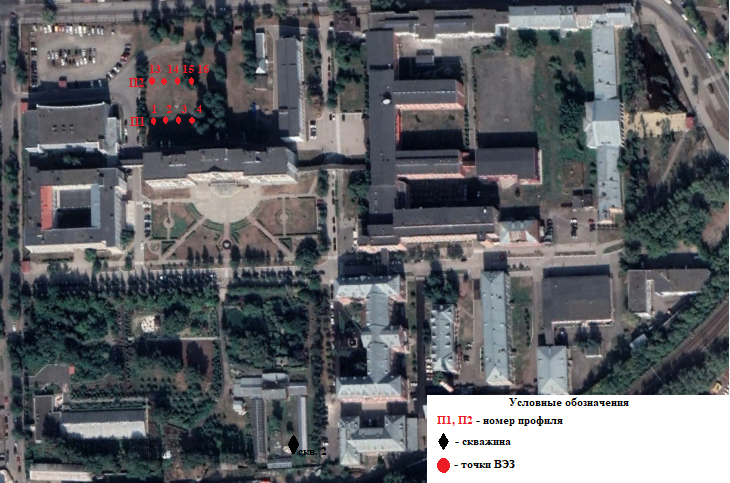 13 14 15 16
П2
1 2 3 4
П1
скв. 2
Условные обозначения
П1, П2 - номер профиля
- скважина
- точки ВЭЗ